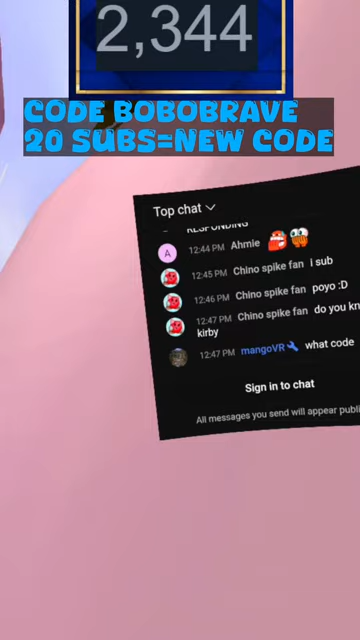 2,344
CODE BOBOBRAVE
20 SUBS=NEW CODE
Top chat
RESPONDING
A
12:44 PM Ahmie
12:45 PM Chino spike fan i sub
12:46 PM Chino spike fan poyo :D
12:47 PM Chino spike fan do you kn
kirby
12:47 PM mangoVR what code
Sign in to chat
All messages you send will appear publi